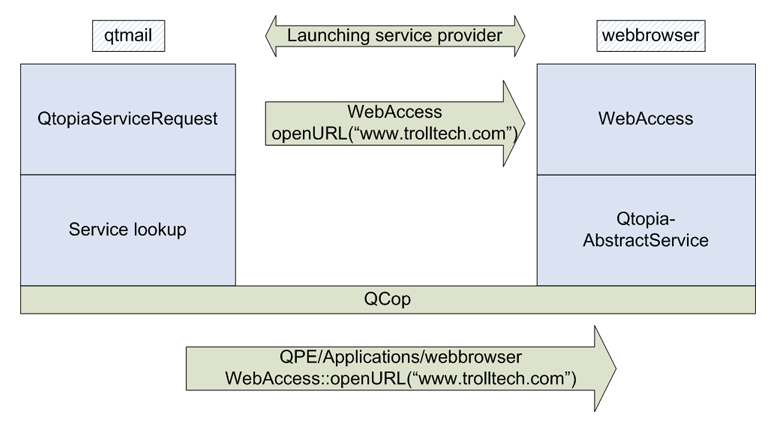 qtmail
Launching service provider
webbrowser
QtopiaServiceRequest
WebAccess
openURL("www.trolltech.com")
WebAccess
Service lookup
Qtopia-
AbstractService
QCop
QPE/Applications/webbrowser
WebAccess::openURL("www.trolltech.com")